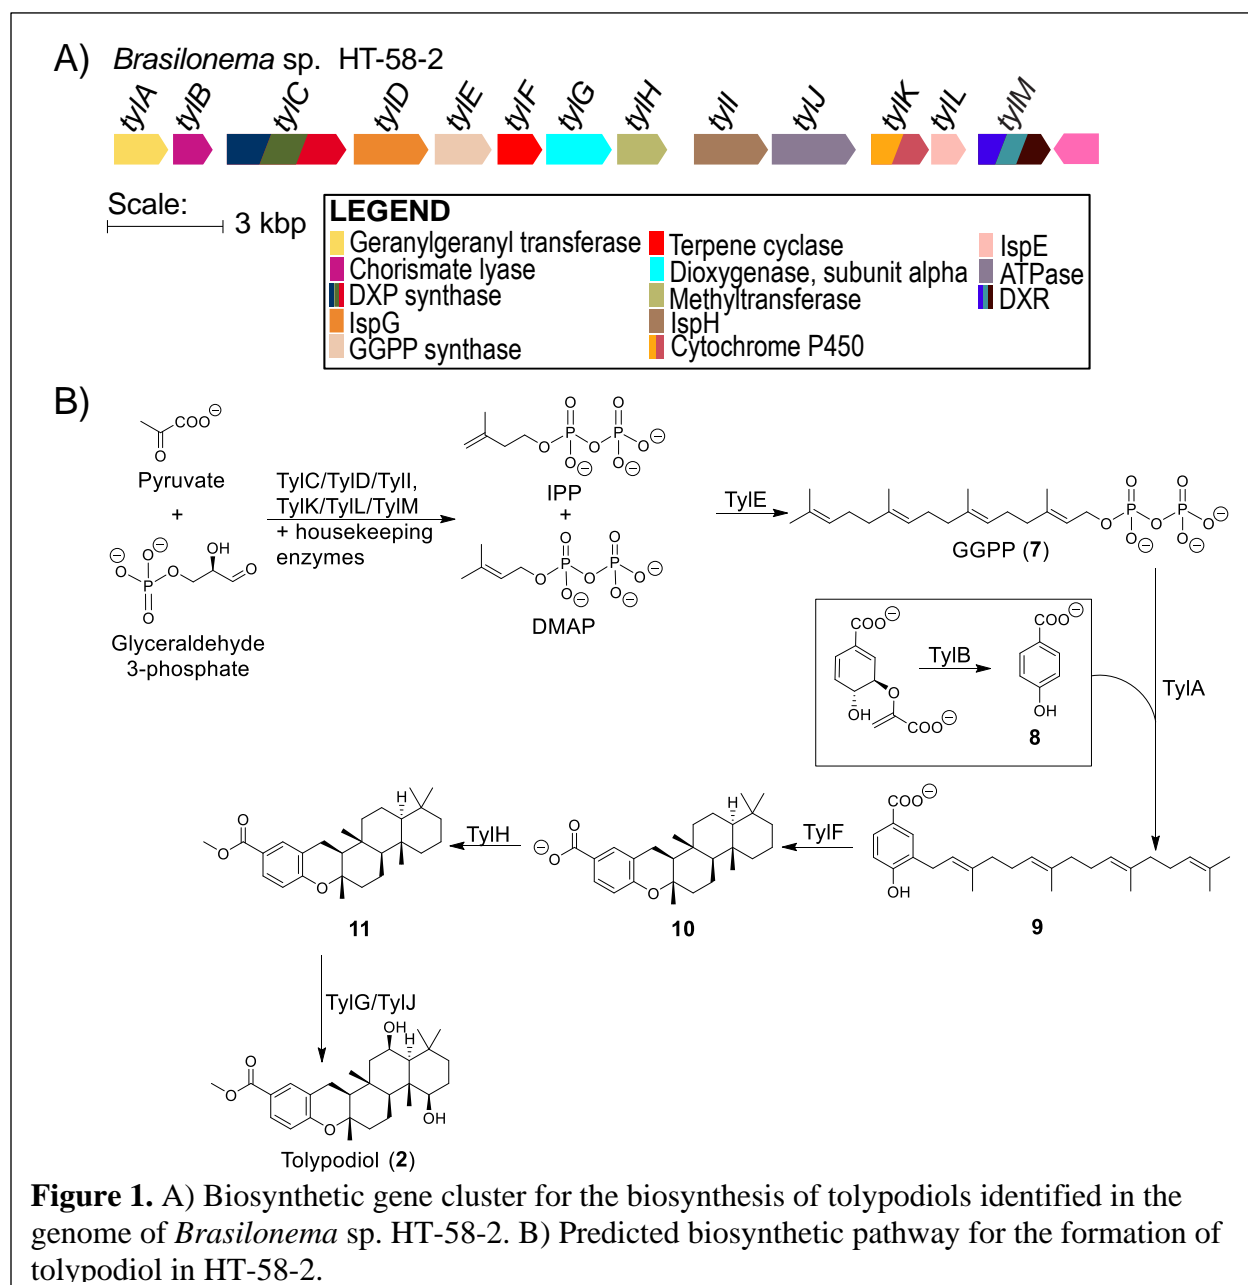 A)
Brasilonema sp. HT-58-2
tylA tylB tylC tylD tylE tylF tylG tylH tylI tylJ tylK tylL tylM
Scale:
3 kbp
LEGEND
Geranylgeranyl transferase
Chorismate lyase
DXP synthase
IspG
GGPP synthase
Terpene cyclase
Dioxygenase, subunit alpha
Methyltransferase
IspH
Cytochrome P450
IspE
ATPase
DXR
B)
COO⊖
O
Pyruvate
+
⊖ O⊖ OH
O P O O
O
Glyceraldehyde
3-phosphate
TylC/TylD/TylI,
TylK/TylL/TylM
+ housekeeping
enzymes
O O
O P O P O⊖
O⊖ O⊖
IPP
+
O O
O P O P O⊖
O⊖ O⊖
DMAP
TylE
O O
O P O P O⊖
O⊖ O⊖
GGPP (7)
COO⊖
O
OH
COO⊖
TylB
COO⊖
OH
8
TylA
COO⊖
OH
9
TylF
H
O
⊖O
O
10
TylH
H
O
O
O
11
TylG/TylJ
OH H
O
O
O
OH
Tolypodiol (2)
Figure 1. A) Biosynthetic gene cluster for the biosynthesis of tolypodiols identified in the
genome of Brasilonema sp. HT-58-2. B) Predicted biosynthetic pathway for the formation of
tolypodiol in HT-58-2.